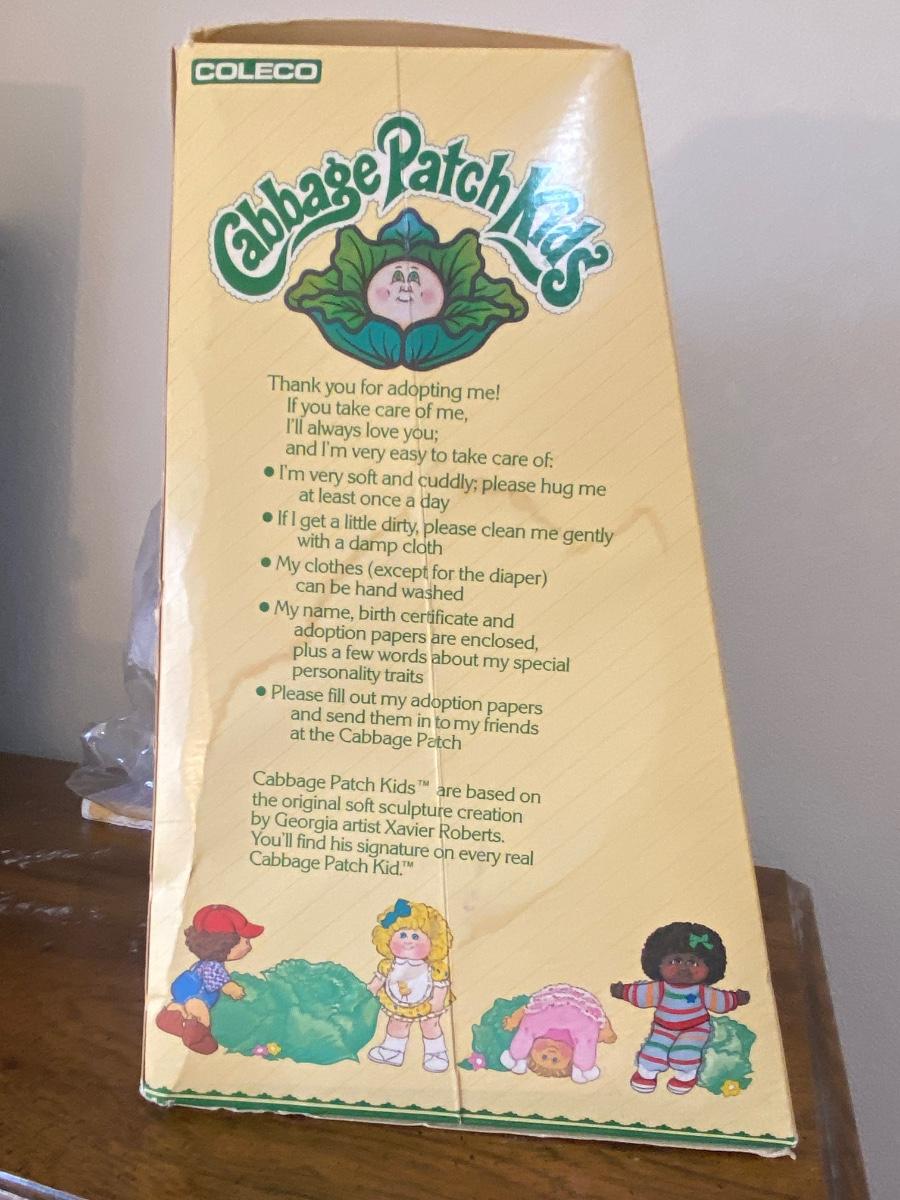 COLECO
Cabbage Patch Kids
Thank you for adopting me!
If you take care of me,
I'll always love you;
and I'm very easy to take care of:
• I'm very soft and cuddly; please hug me
at least once a day
• If I get a little dirty, please clean me gently
with a damp cloth
• My clothes (except for the diaper)
can be hand washed
• My name, birth certificate and
adoption papers are enclosed,
plus a few words about my special
personality traits
• Please fill out my adoption papers
and send them in to my friends
at the Cabbage Patch
Cabbage Patch Kids™ are based on
the original soft sculpture creation
by Georgia artist Xavier Roberts.
You'll find his signature on every real
Cabbage Patch Kid.™